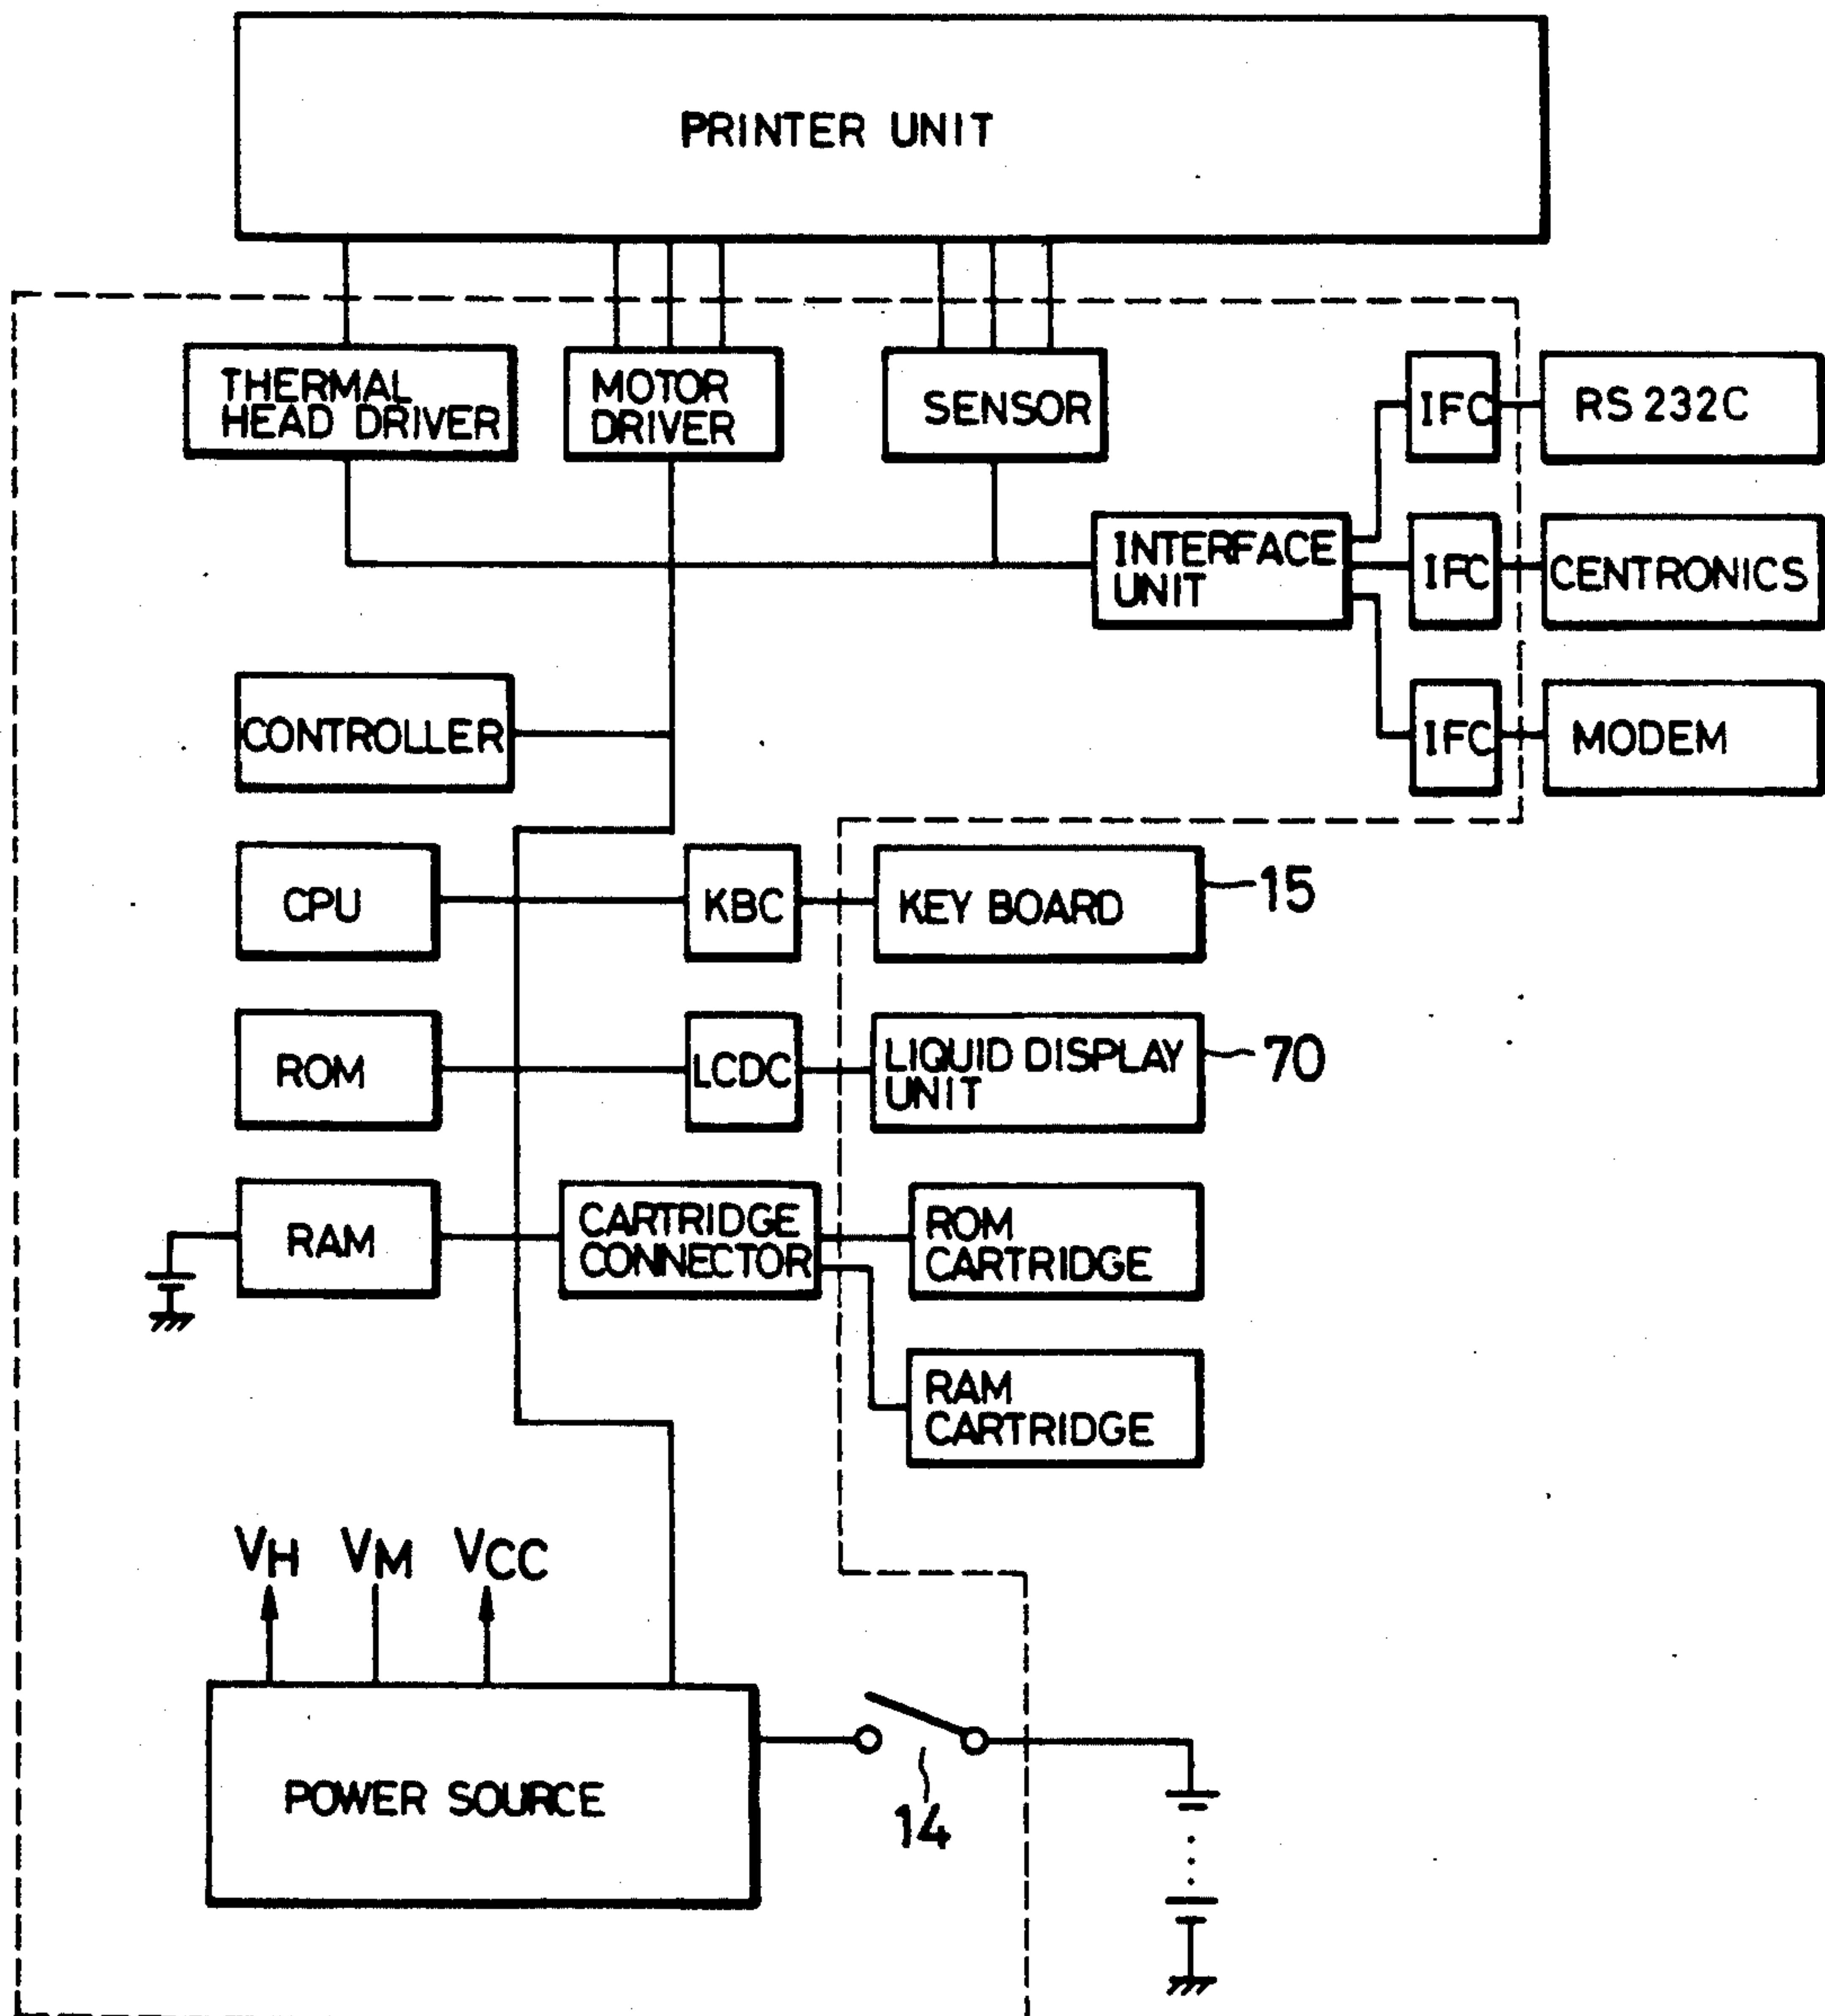 PRINTER UNIT
THERMAL
HEAD DRIVER
MOTOR
DRIVER
SENSOR
IFC
RS 232C
INTERFACE
UNIT
IFC
CENTRONICS
CONTROLLER
IFC
MODEM
CPU
KBC
KEY BOARD
15
ROM
LCDC
LIQUID DISPLAY
UNIT
70
RAM
CARTRIDGE
CONNECTOR
ROM
CARTRIDGE
RAM
CARTRIDGE
VH
VM
VCC
POWER SOURCE
14